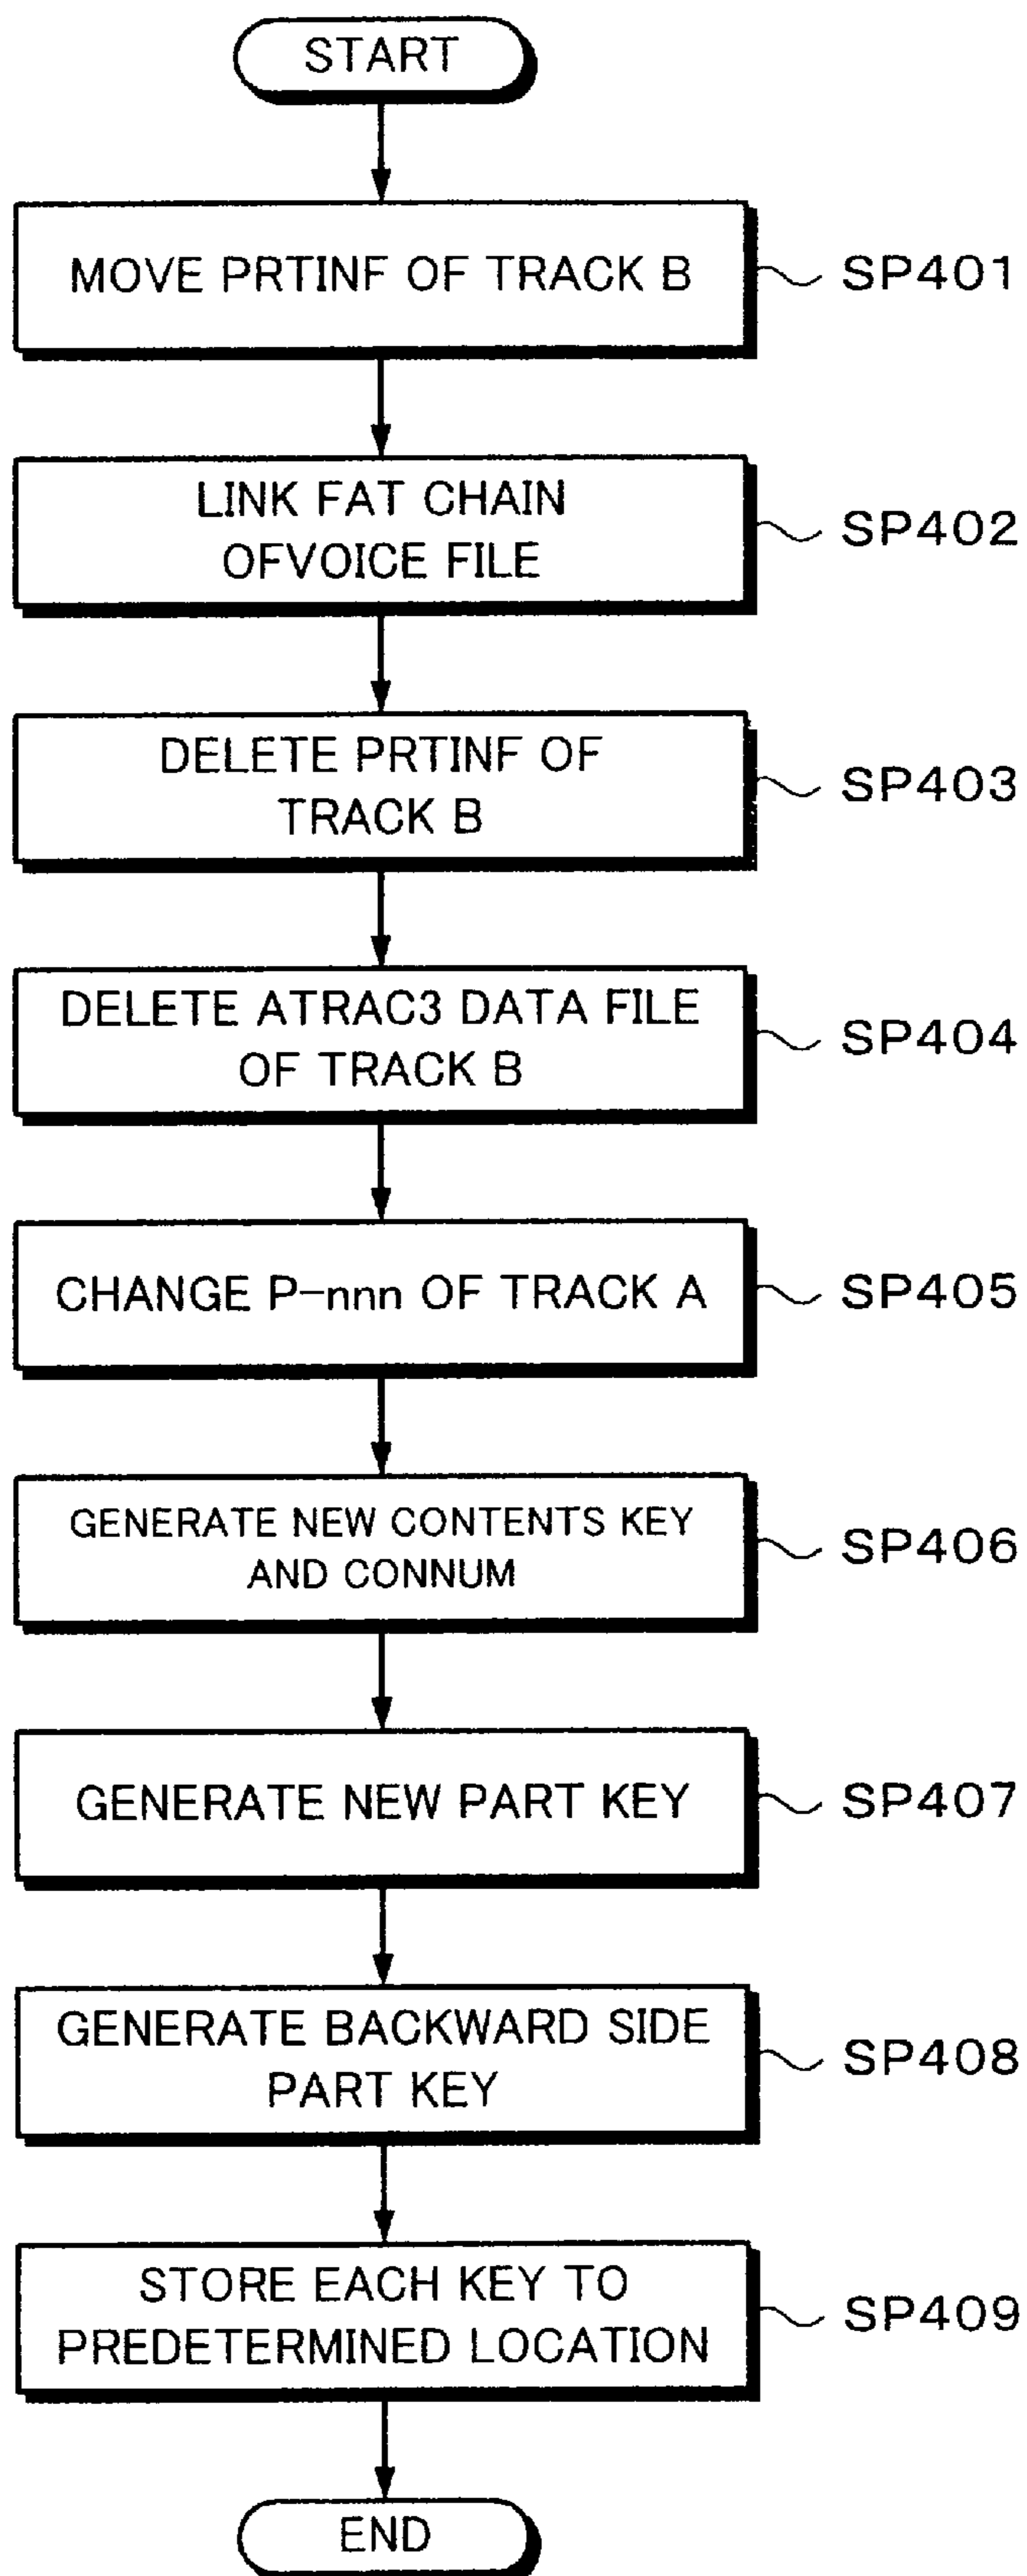 START
MOVE PRTINF OF TRACK B
SP401
LINK FAT CHAIN
OFVOICE FILE
SP402
DELETE PRTINF OF
TRACK B
SP403
DELETE ATRAC3 DATA FILE
OF TRACK B
SP404
CHANGE P-nnn OF TRACK A
SP405
GENERATE NEW CONTENTS KEY
AND CONNUM
SP406
GENERATE NEW PART KEY
SP407
GENERATE BACKWARD SIDE
PART KEY
SP408
STORE EACH KEY TO
PREDETERMINED LOCATION
SP409
END